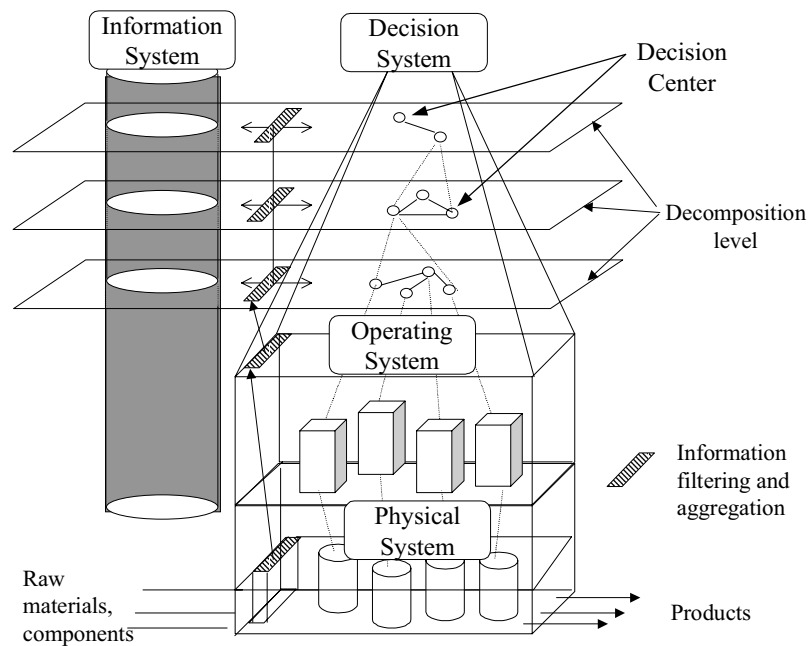 Information
System
Decision
System
Decision
Center
Decomposition
level
Operating
System
Information
filtering and
aggregation
Physical
System
Raw
materials,
components
Products